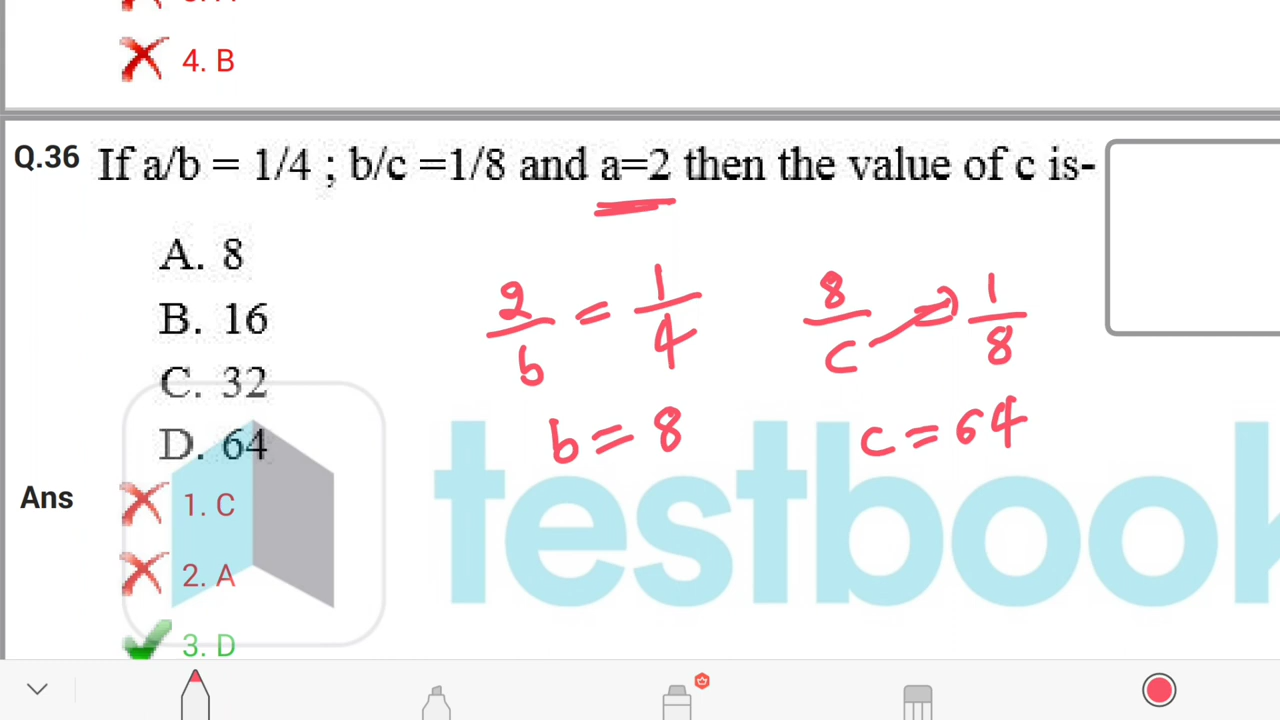 4. B
Q.36 If a/b = 1/4 ; b/c =1/8 and a=2 then the value of c is-
A. 8
B. 16
C. 32
D. 64
2/b = 1/4
8/c = 1/8
b = 8
c = 64
Ans
1. C
2. A
3. D
testbook